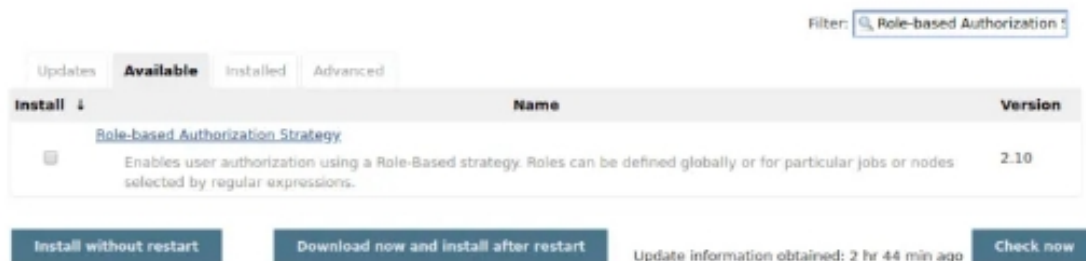 Filter: Role-based Authorization S
Updates Available Installed Advanced
Install ↓ Name Version
Role-based Authorization Strategy
Enables user authorization using a Role-Based strategy. Roles can be defined globally or for particular jobs or nodes
selected by regular expressions.
2.10
Install without restart Download now and install after restart Update information obtained: 2 hr 44 min ago Check now